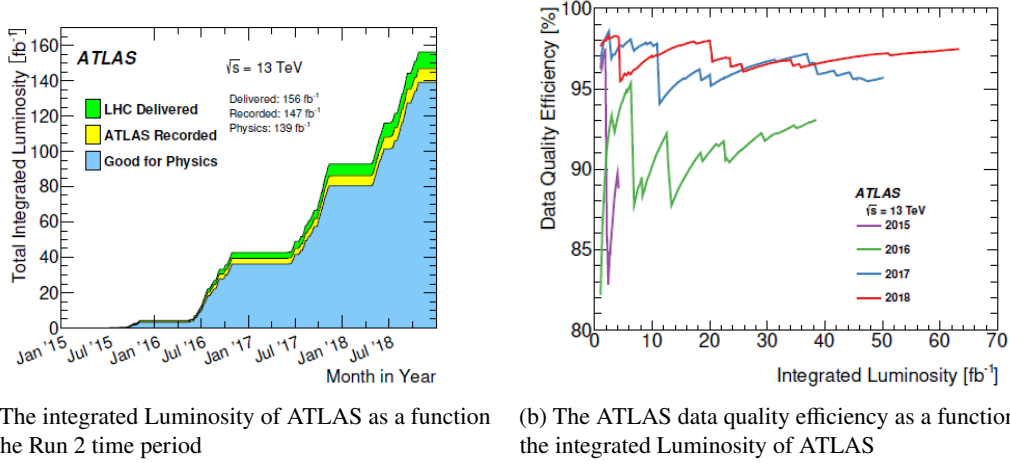 Total Integrated Luminosity [fb⁻¹]
160
140
120
100
80
60
40
20
0
ATLAS
√s = 13 TeV
Delivered: 156 fb⁻¹
Recorded: 147 fb⁻¹
Physics: 139 fb⁻¹
LHC Delivered
ATLAS Recorded
Good for Physics
Jan '15
Jul '15
Jan '16
Jul '16
Jan '17
Jul '17
Jan '18
Jul '18
Month in Year
The integrated Luminosity of ATLAS as a function
he Run 2 time period
Data Quality Efficiency [%]
100
95
90
85
80
ATLAS
√s = 13 TeV
2015
2016
2017
2018
0 10 20 30 40 50 60 70
Integrated Luminosity [fb⁻¹]
(b) The ATLAS data quality efficiency as a function
the integrated Luminosity of ATLAS